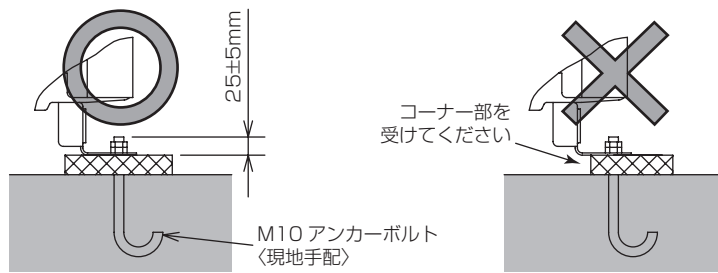 25±5mm
コーナー部を
受けてください
M10 アンカーボルト
〈現地手配〉